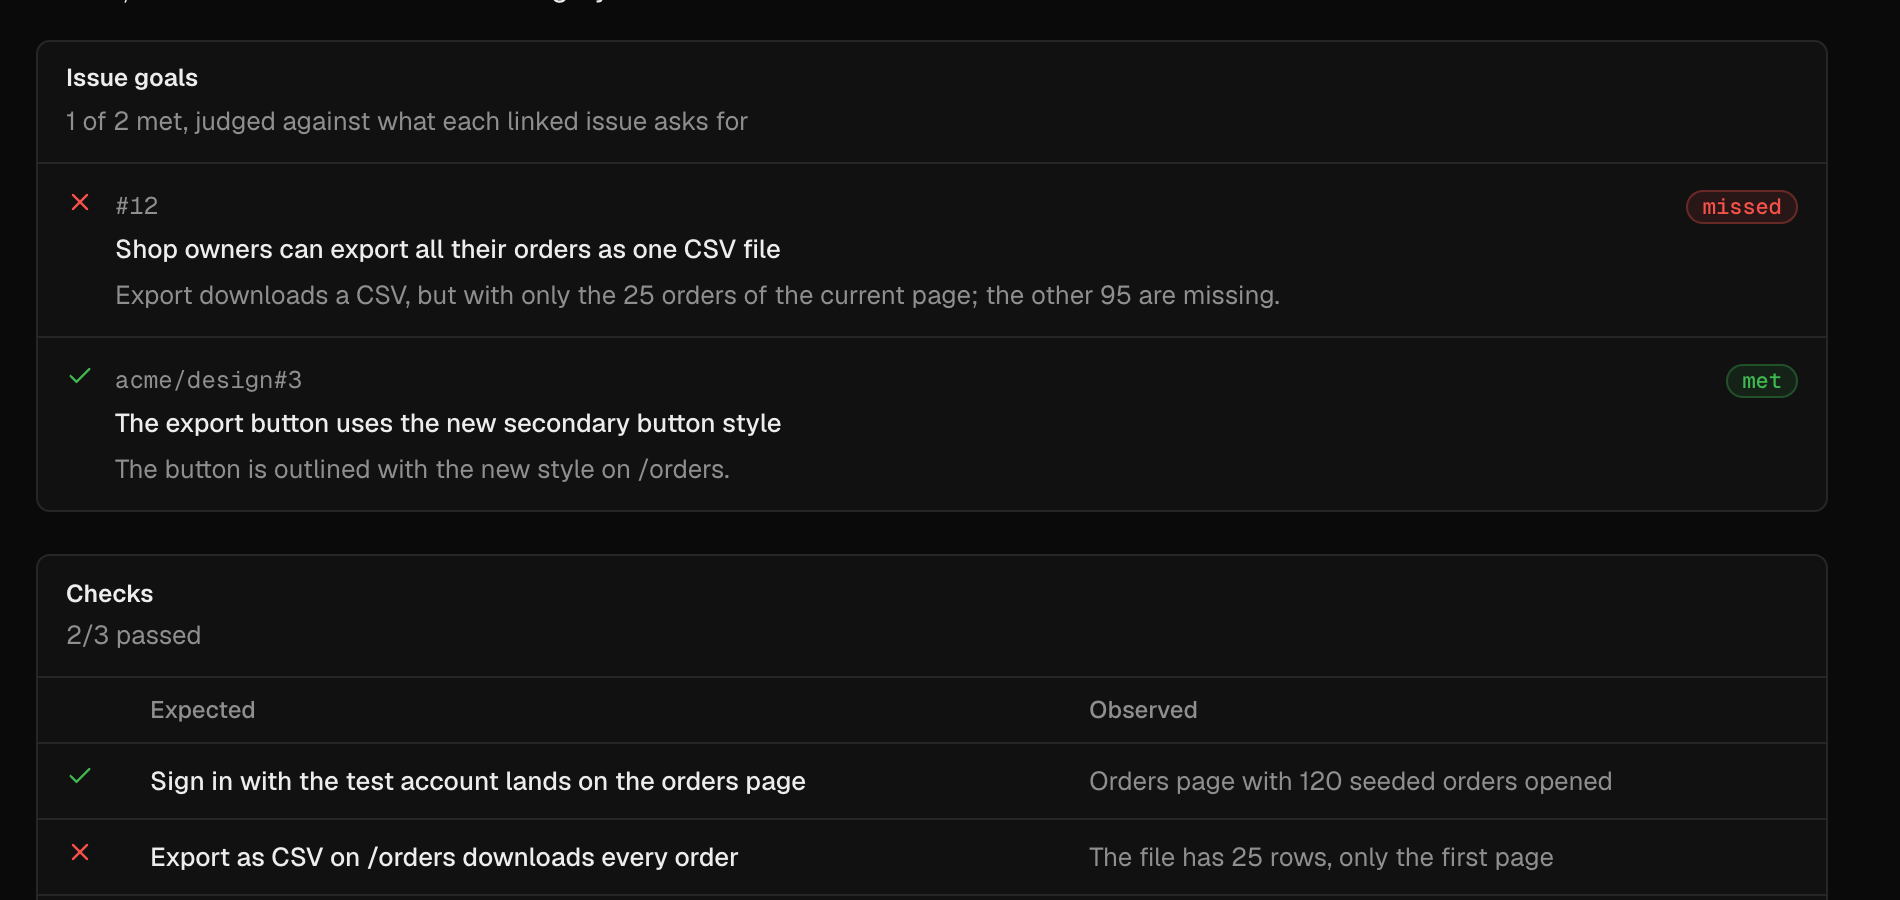 Issue goals
1 of 2 met, judged against what each linked issue asks for
#12
missed
Shop owners can export all their orders as one CSV file
Export downloads a CSV, but with only the 25 orders of the current page; the other 95 are missing.
acme/design#3
met
The export button uses the new secondary button style
The button is outlined with the new style on /orders.
Checks
2/3 passed
Expected
Observed
Sign in with the test account lands on the orders page
Orders page with 120 seeded orders opened
Export as CSV on /orders downloads every order
The file has 25 rows, only the first page